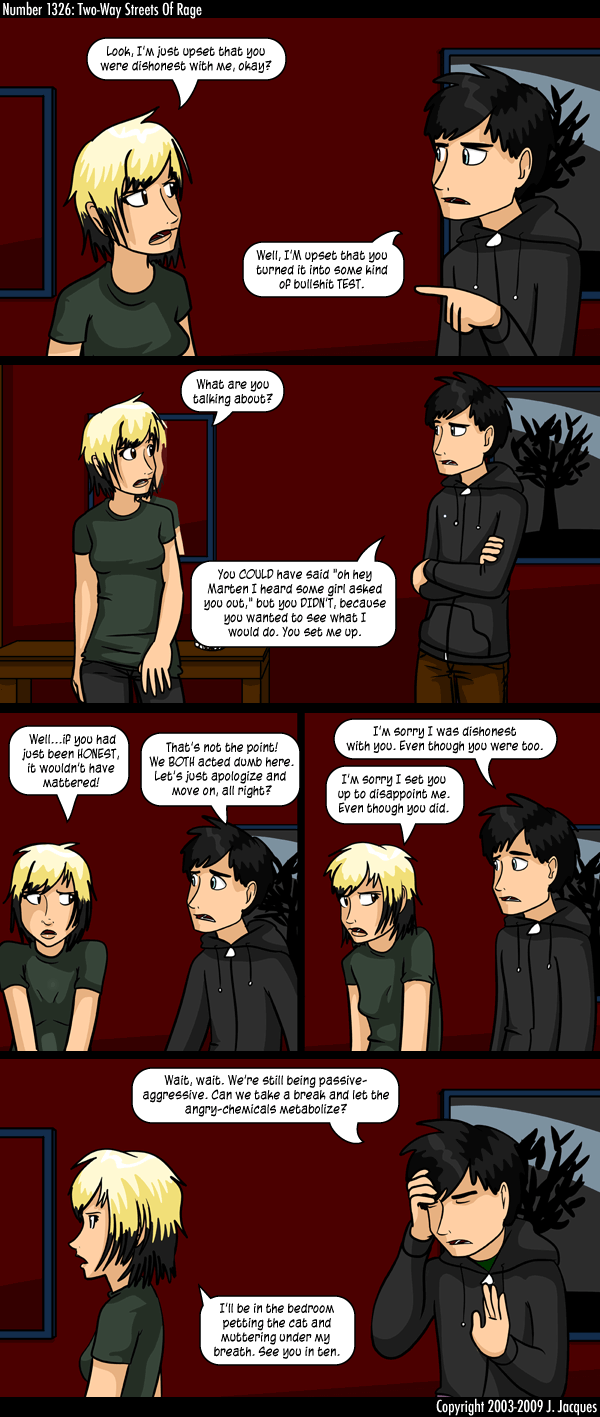 Number 1326: Two-Way Streets Of Rage
Look, I'm just upset that you
were dishonest with me, okay?
Well, I'M upset that you
turned it into some kind
of bullshit TEST.
What are you
talking about?
You COULD have said "oh hey
Marten I heard some girl asked
you out," but you DIDN'T, because
you wanted to see what I
would do. You set me up.
Well...if you had
just been HONEST,
it wouldn't have
mattered!
That's not the point!
We BOTH acted dumb here.
Let's just apologize and
move on, all right?
I'm sorry I was dishonest
with you. Even though you were too.
I'm sorry I set you
up to disappoint me.
Even though you did.
Wait, wait. We're still being passive-
aggressive. Can we take a break and let the
angry-chemicals metabolize?
I'll be in the bedroom
petting the cat and
muttering under my
breath. See you in ten.
Copyright 2003-2009 J. Jacques